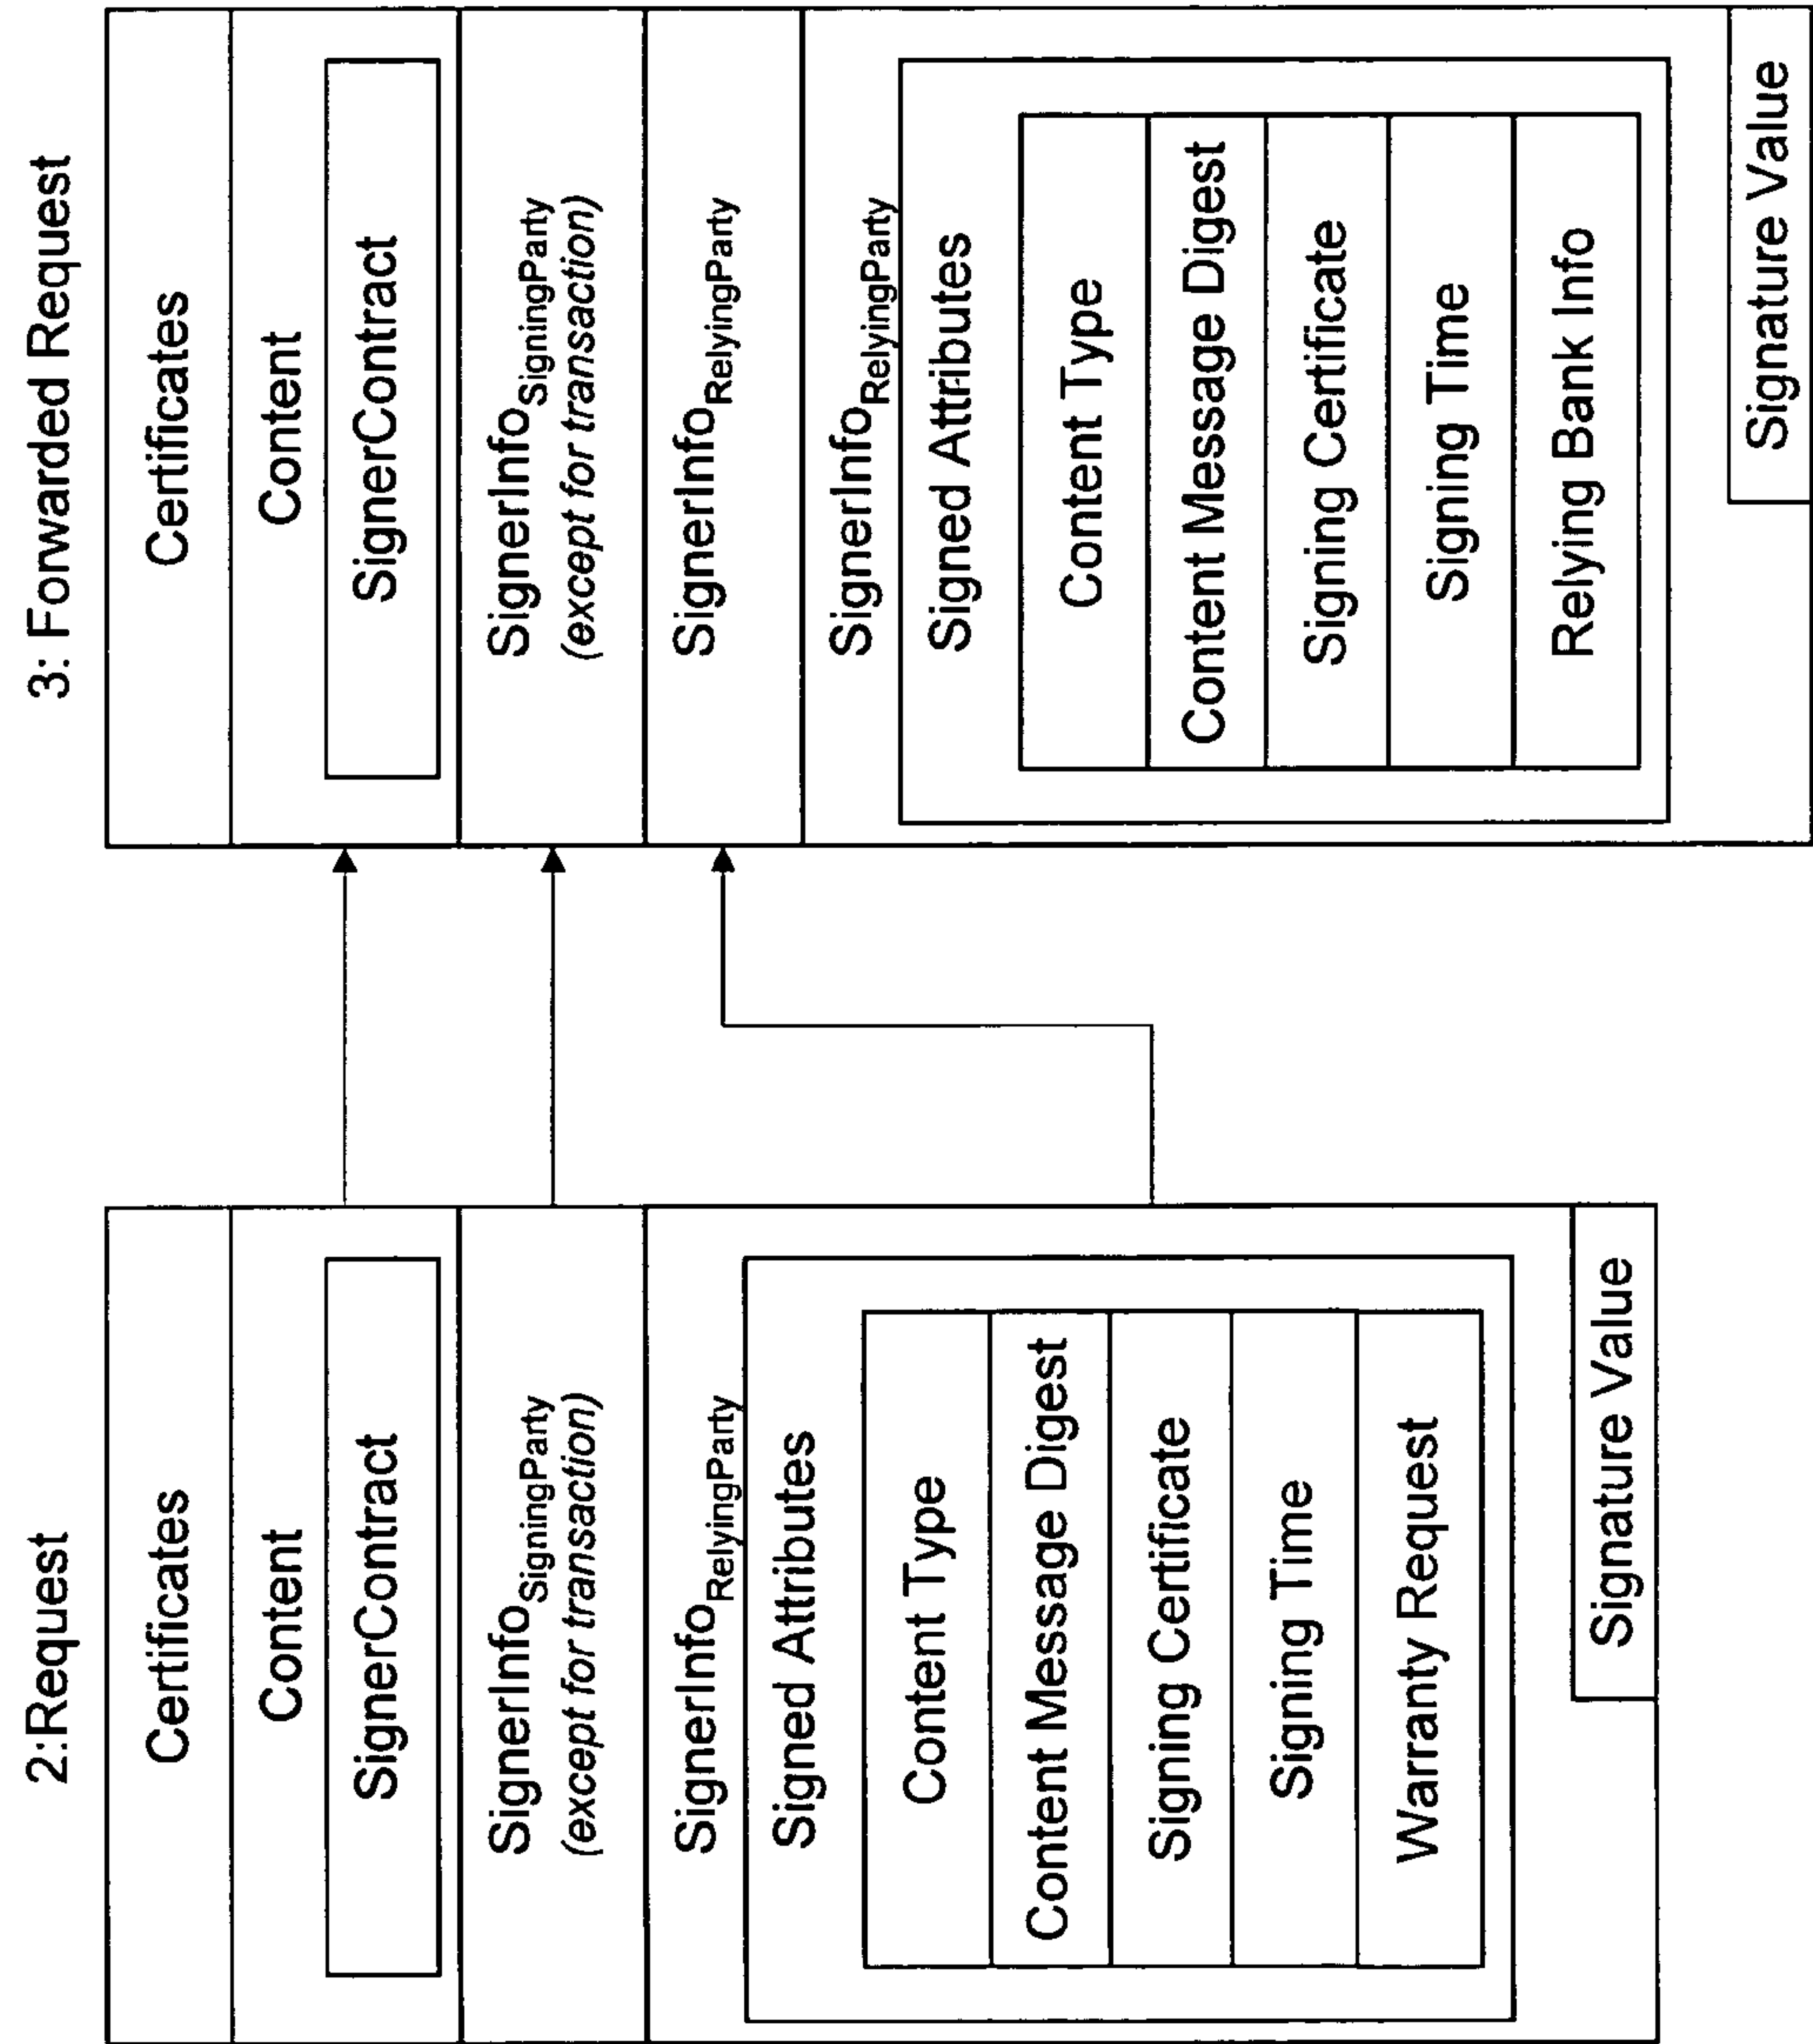 2:Request
Certificates
Content
SignerContract
SignerInfoSigningParty
(except for transaction)
SignerInfoRelyingParty
Signed Attributes
Content Type
Content Message Digest
Signing Certificate
Signing Time
Warranty Request
Signature Value
3: Forwarded Request
Certificates
Content
SignerContract
SignerInfoSigningParty
(except for transaction)
SignerInfoRelyingParty
SignerInfoRelyingParty
Signed Attributes
Content Type
Content Message Digest
Signing Certificate
Signing Time
Relying Bank Info
Signature Value